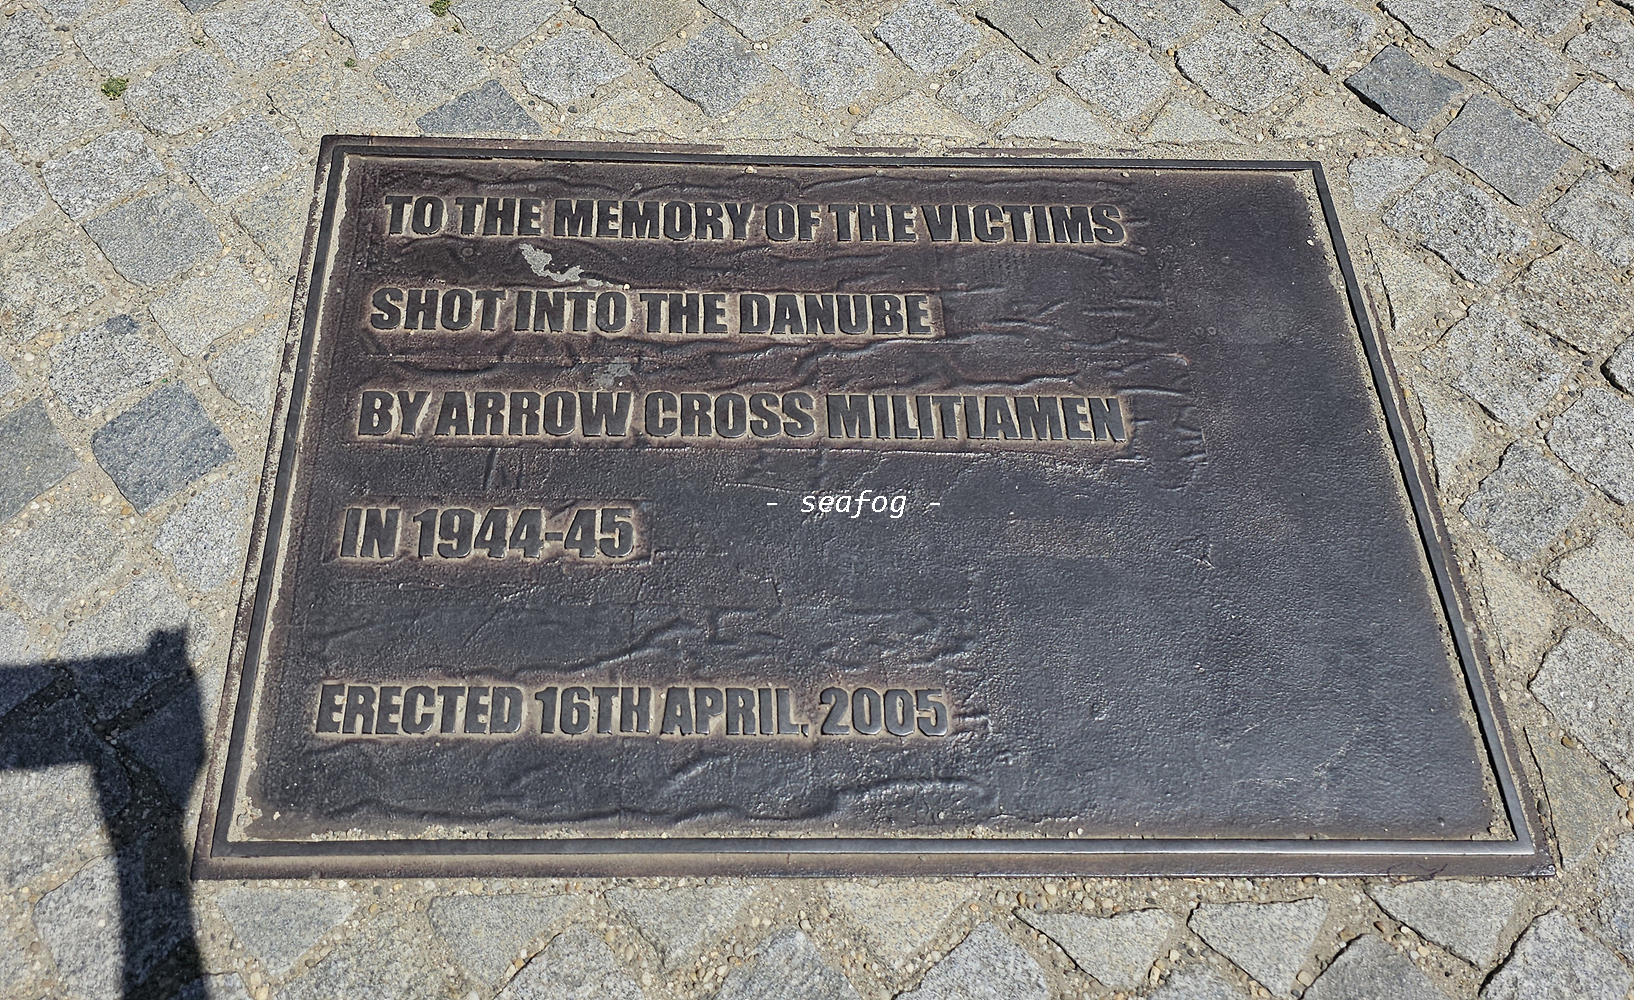 TO THE MEMORY OF THE VICTIMS
SHOT INTO THE DANUBE
BY ARROW CROSS MILITIAMEN
IN 1944-45
- seafog -
ERECTED 16TH APRIL, 2005